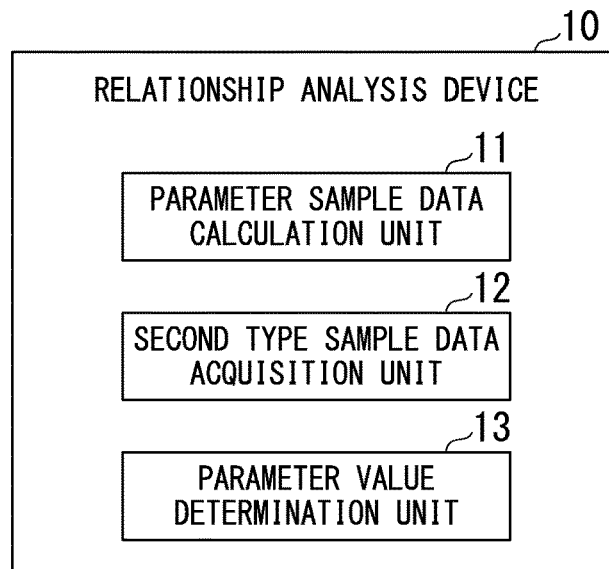 10
RELATIONSHIP ANALYSIS DEVICE
11
PARAMETER SAMPLE DATA
CALCULATION UNIT
12
SECOND TYPE SAMPLE DATA
ACQUISITION UNIT
13
PARAMETER VALUE
DETERMINATION UNIT